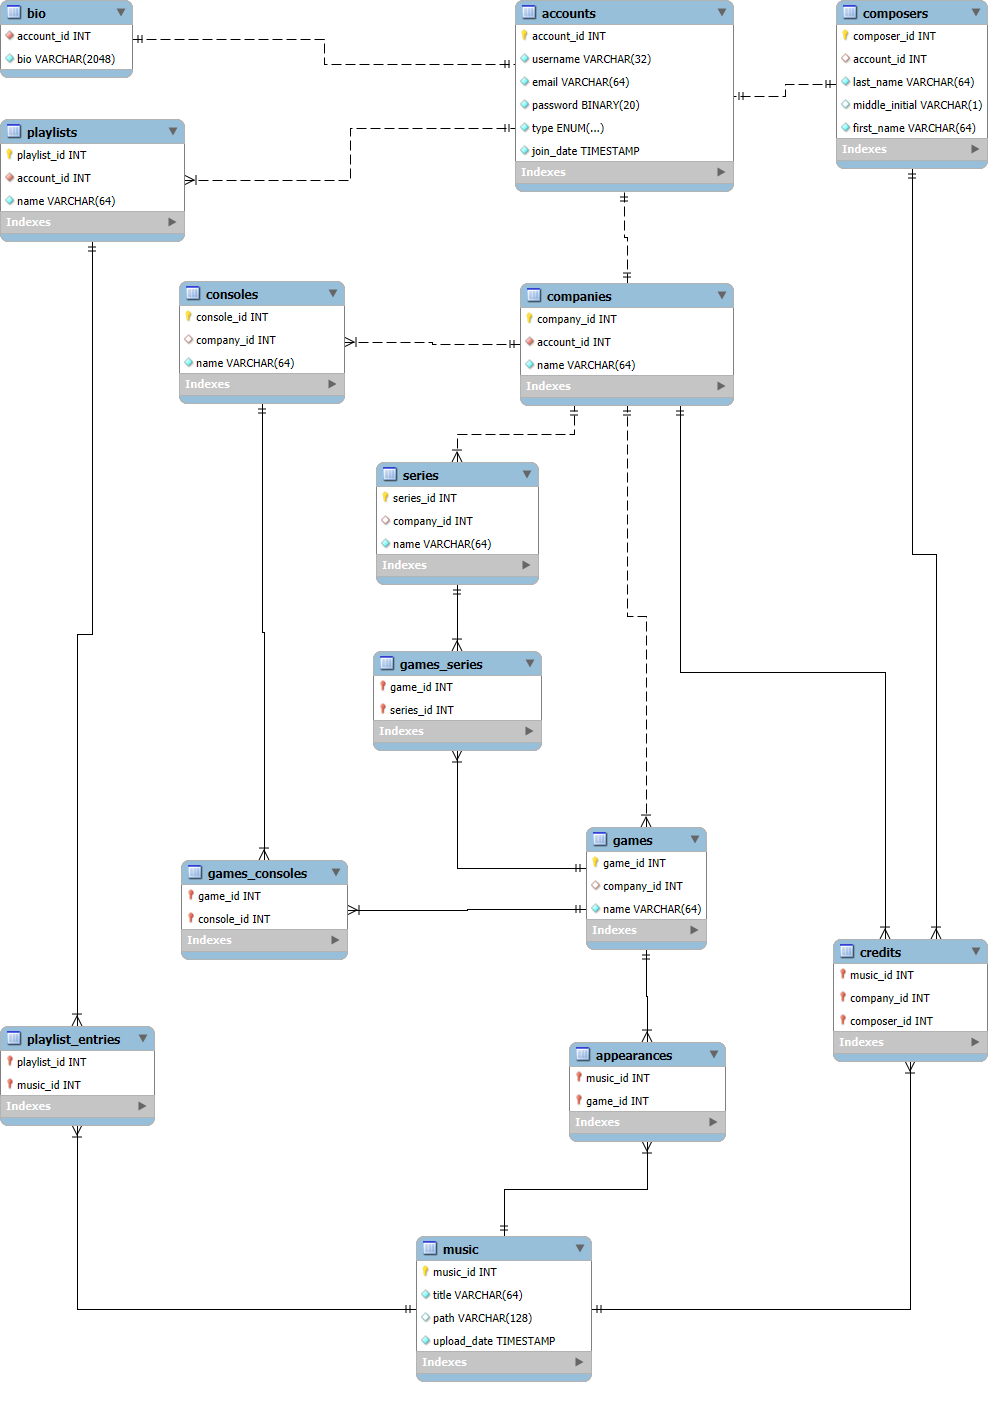 bio
account_id INT
bio VARCHAR(2048)
accounts
account_id INT
username VARCHAR(32)
email VARCHAR(64)
password BINARY(20)
type ENUM(...)
join_date TIMESTAMP
Indexes
composers
composer_id INT
account_id INT
last_name VARCHAR(64)
middle_initial VARCHAR(1)
first_name VARCHAR(64)
Indexes
playlists
playlist_id INT
account_id INT
name VARCHAR(64)
Indexes
consoles
console_id INT
company_id INT
name VARCHAR(64)
Indexes
companies
company_id INT
account_id INT
name VARCHAR(64)
Indexes
series
series_id INT
company_id INT
name VARCHAR(64)
Indexes
games_series
game_id INT
series_id INT
Indexes
games
game_id INT
company_id INT
name VARCHAR(64)
Indexes
games_consoles
game_id INT
console_id INT
Indexes
credits
music_id INT
company_id INT
composer_id INT
Indexes
playlist_entries
playlist_id INT
music_id INT
Indexes
appearances
music_id INT
game_id INT
Indexes
music
music_id INT
title VARCHAR(64)
path VARCHAR(128)
upload_date TIMESTAMP
Indexes